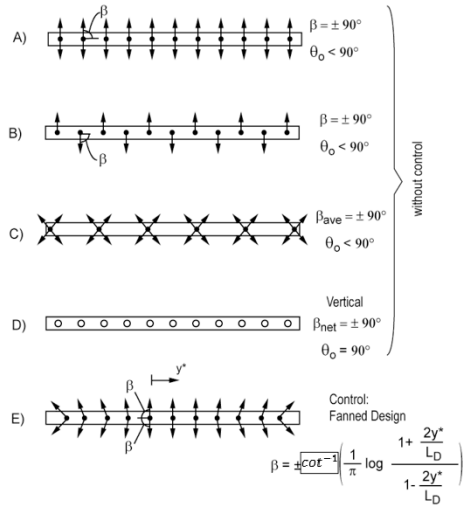 A)
β
β = ± 90°
θo < 90°
B)
β
β = ± 90°
θo < 90°
C)
βave = ± 90°
θo < 90°
D)
Vertical
βnet = ± 90°
θo = 90°
without control
E)
β
β
y*
Control:
Fanned Design
β = ±cot⁻¹(1/π log (1+ 2y*/LD)/(1- 2y*/LD))